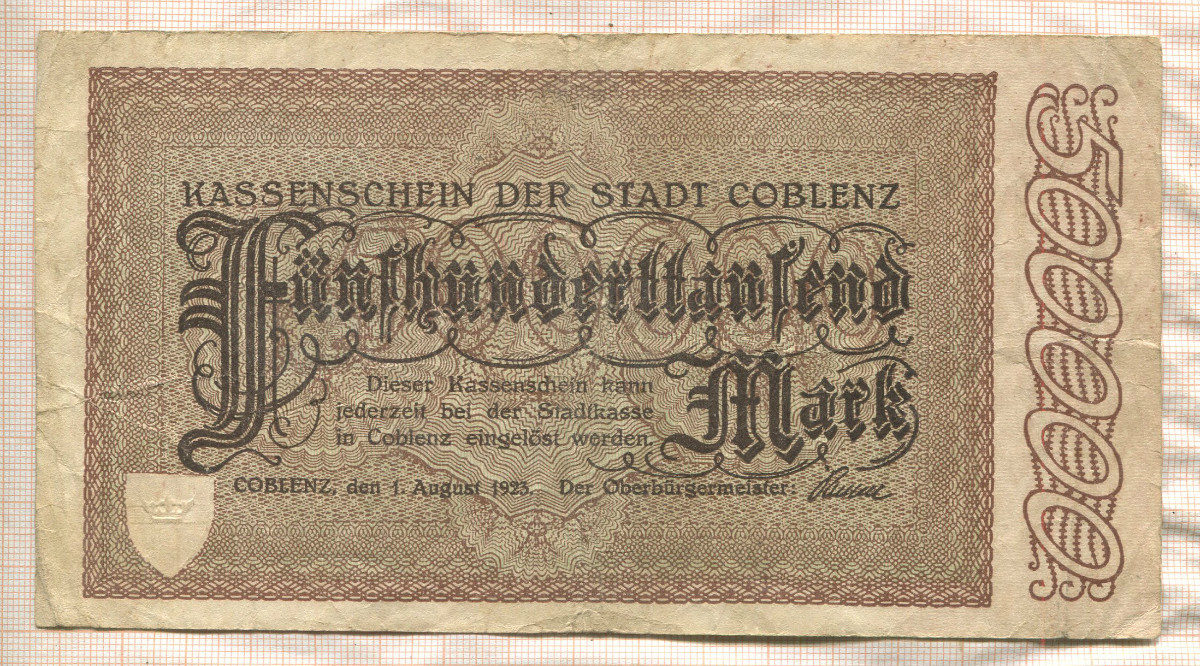 KASSENSCHEIN DER STADT COBLENZ
Fünfhunderttausend
Mark
Dieser Kassenschein kann
jederzeit bei der Stadtkasse
in Coblenz eingelöst werden.
COBLENZ, den 1. August 1923. Der Oberbürgermeister:
500000